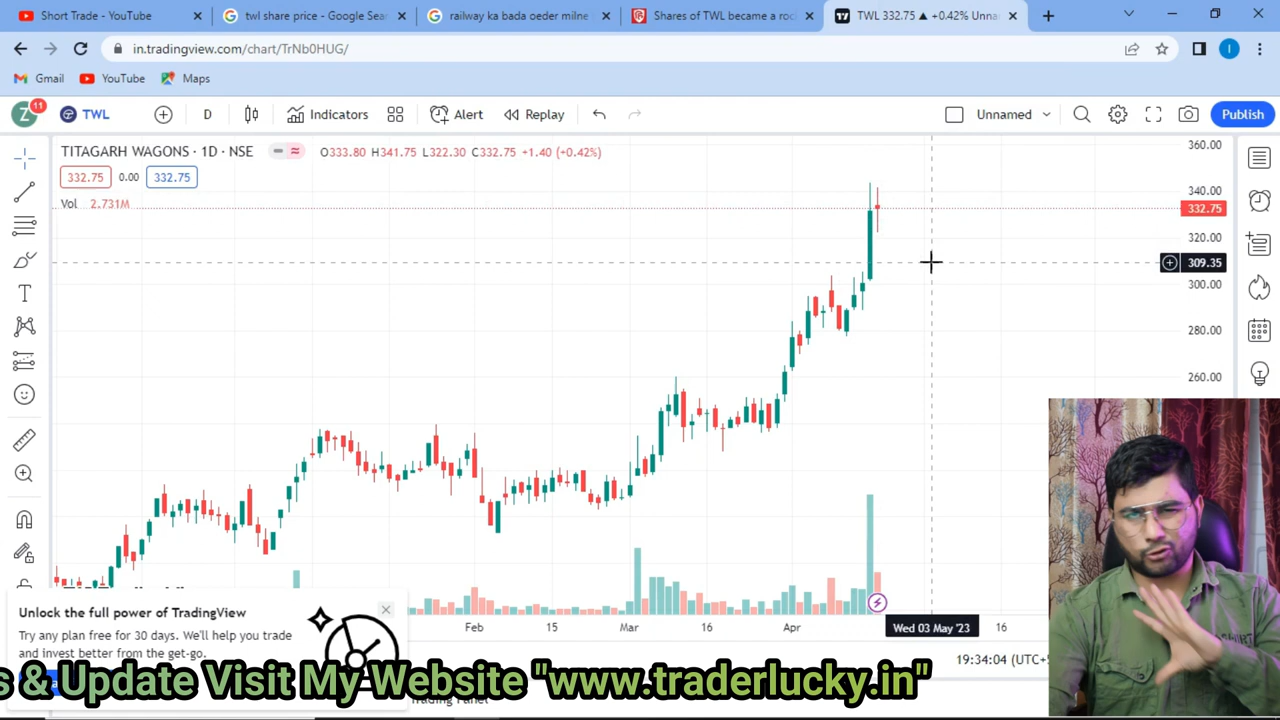 Short Trade - YouTube
twl share price - Google Sear
railway ka bada oeder milne
Shares of TWL became a roc
TWL 332.75 ▲ +0.42% Unna
in.tradingview.com/chart/TrNb0HUG/
Gmail
YouTube
Maps
Z
11
TWL
D
Indicators
Alert
Replay
Unnamed
Publish
TITAGARH WAGONS · 1D · NSE
O333.80 H341.75 L322.30 C332.75 +1.40 (+0.42%)
332.75
0.00
332.75
Vol 2.731M
360.00
340.00
332.75
320.00
309.35
300.00
280.00
260.00
Unlock the full power of TradingView
Try any plan free for 30 days. We'll help you trade
and invest better from the get-go.
Feb
15
Mar
16
Apr
Wed 03 May '23
16
19:34:04 (UTC+5
s & Update Visit My Website "www.traderlucky.in"
Trading Panel